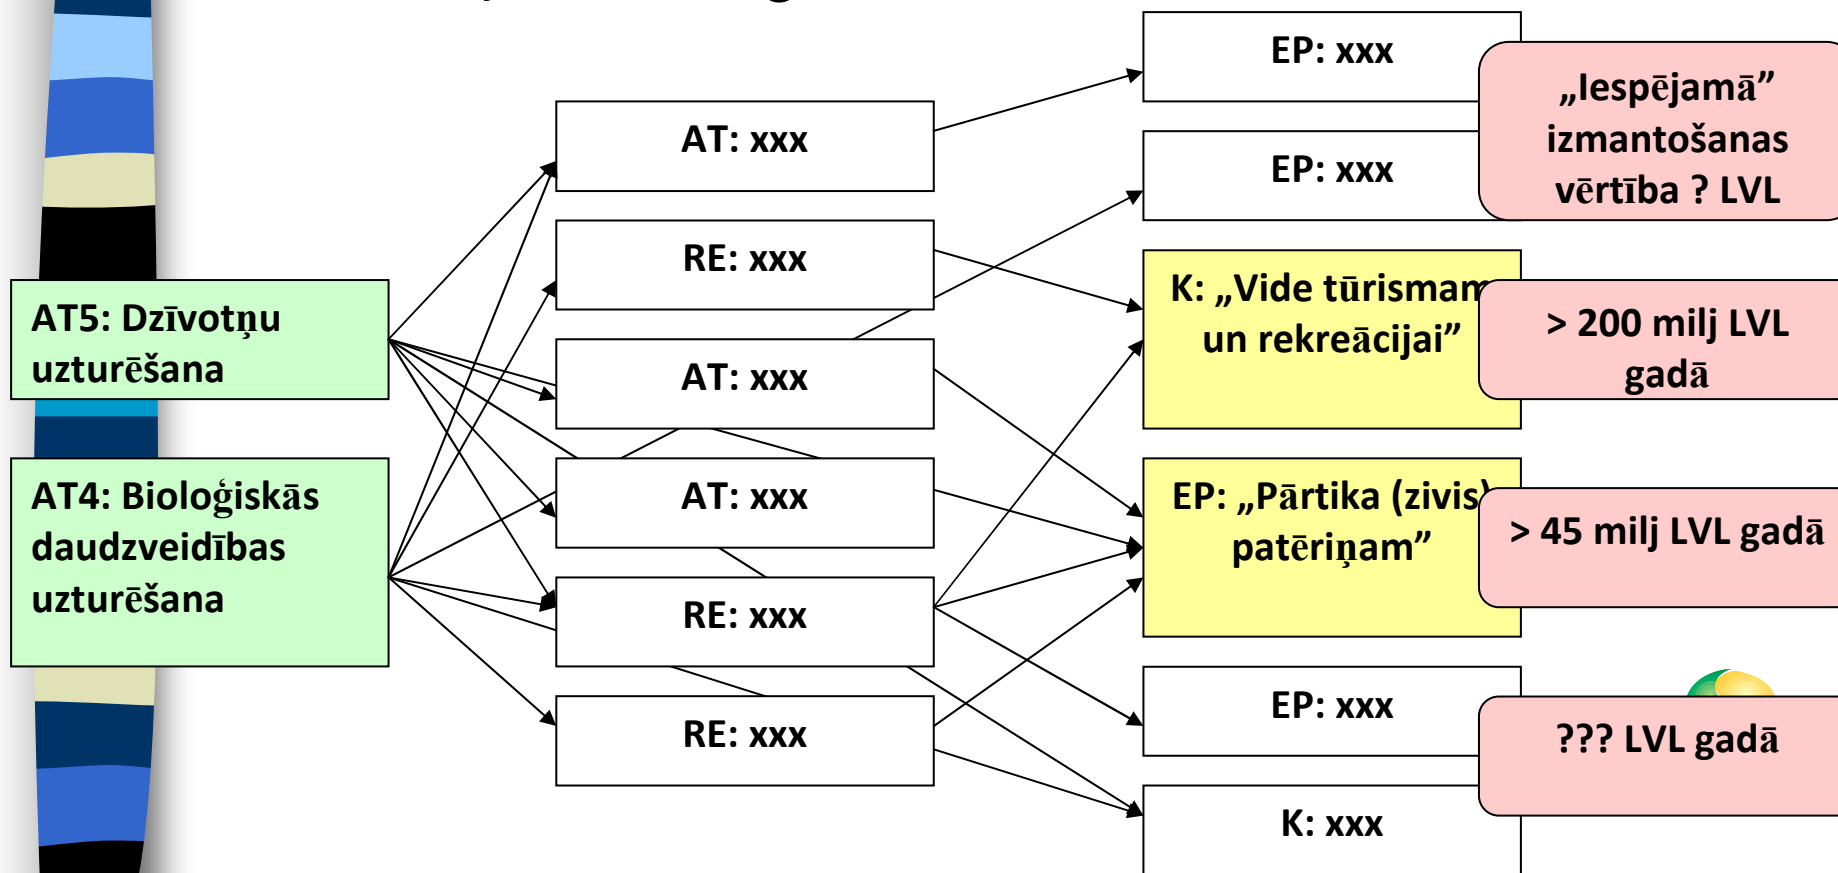 AT5: Dzīvotņu
uzturēšana
AT4: Bioloģiskās
daudzveidības
uzturēšana
AT: xxx
RE: xxx
AT: xxx
AT: xxx
RE: xxx
RE: xxx
EP: xxx
EP: xxx
K: „Vide tūrismam
un rekreācijai”
EP: „Pārtika (zivis)
patēriņam”
EP: xxx
K: xxx
„Iespējamā”
izmantošanas
vērtība ? LVL
> 200 milj LVL
gadā
> 45 milj LVL gadā
??? LVL gadā